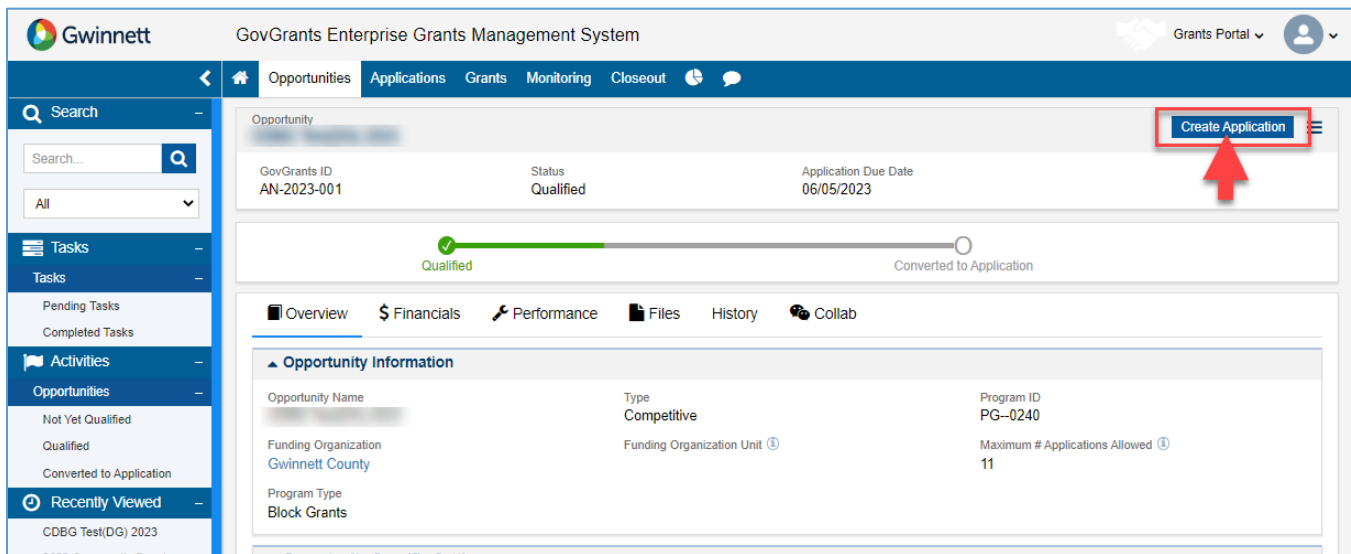 Gwinnett
GovGrants Enterprise Grants Management System
Grants Portal
Opportunities Applications Grants Monitoring Closeout
Search
Search...
All
Tasks
Tasks
Pending Tasks
Completed Tasks
Activities
Opportunities
Not Yet Qualified
Qualified
Converted to Application
Recently Viewed
CDBG Test(DG) 2023
Opportunity
Create Application
GovGrants ID Status Application Due Date
AN-2023-001 Qualified 06/05/2023
Qualified Converted to Application
Overview $ Financials Performance Files History Collab
Opportunity Information
Opportunity Name Type Program ID
Competitive PG--0240
Funding Organization Funding Organization Unit Maximum # Applications Allowed
Gwinnett County 11
Program Type
Block Grants